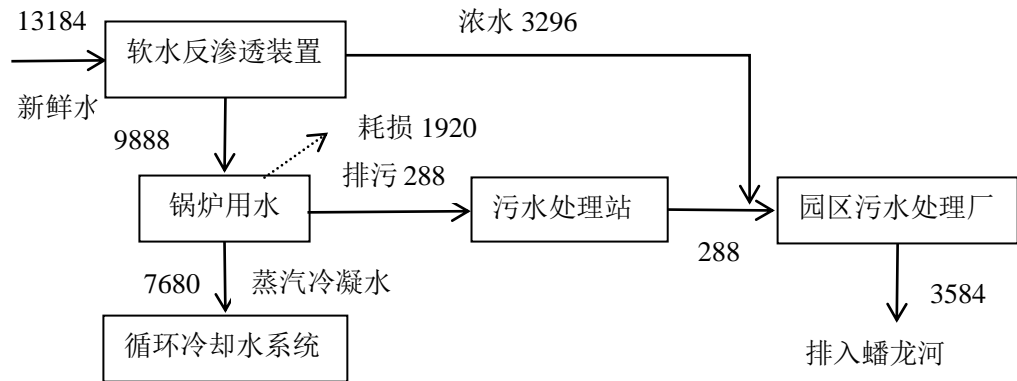 13184
浓水 3296
软水反渗透装置
新鲜水
9888
耗损 1920
排污 288
锅炉用水
污水处理站
园区污水处理厂
288
7680
蒸汽冷凝水
3584
循环冷却水系统
排入蟠龙河